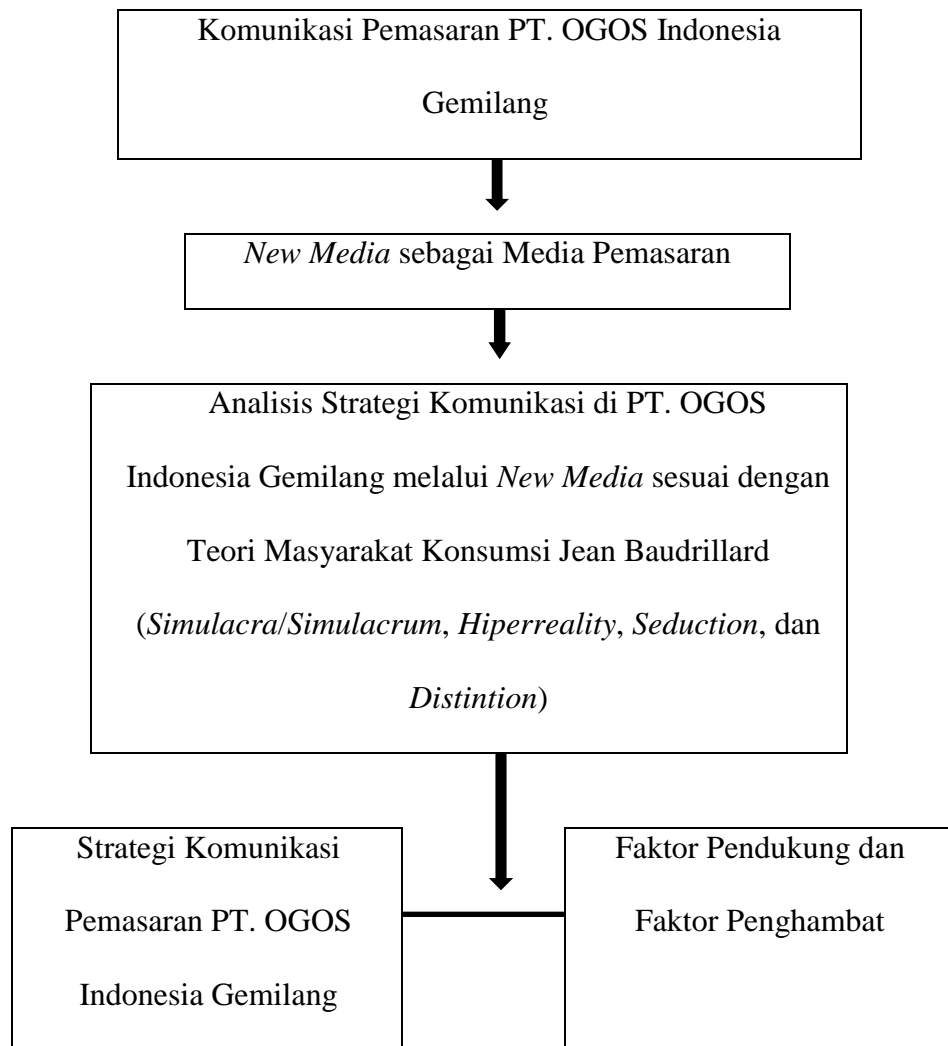 Komunikasi Pemasaran PT. OGOS Indonesia
Gemilang
New Media sebagai Media Pemasaran
Analisis Strategi Komunikasi di PT. OGOS
Indonesia Gemilang melalui New Media sesuai dengan
Teori Masyarakat Konsumsi Jean Baudrillard
(Simulacra/Simulacrum, Hiperreality, Seduction, dan
Distintion)
Strategi Komunikasi
Pemasaran PT. OGOS
Indonesia Gemilang
Faktor Pendukung dan
Faktor Penghambat